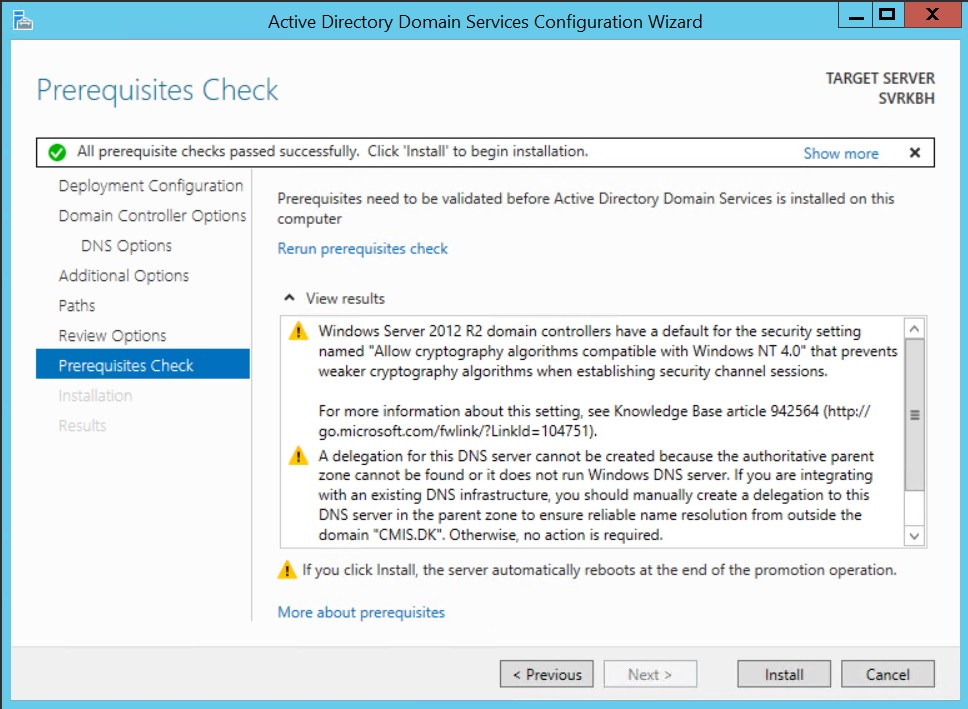 Active Directory Domain Services Configuration Wizard
Prerequisites Check
TARGET SERVER
SVRKBH
All prerequisite checks passed successfully. Click 'Install' to begin installation.
Show more
Deployment Configuration
Domain Controller Options
DNS Options
Additional Options
Paths
Review Options
Prerequisites Check
Installation
Results
Prerequisites need to be validated before Active Directory Domain Services is installed on this
computer
Rerun prerequisites check
View results
Windows Server 2012 R2 domain controllers have a default for the security setting
named "Allow cryptography algorithms compatible with Windows NT 4.0" that prevents
weaker cryptography algorithms when establishing security channel sessions.
For more information about this setting, see Knowledge Base article 942564 (http://
go.microsoft.com/fwlink/?LinkId=104751).
A delegation for this DNS server cannot be created because the authoritative parent
zone cannot be found or it does not run Windows DNS server. If you are integrating
with an existing DNS infrastructure, you should manually create a delegation to this
DNS server in the parent zone to ensure reliable name resolution from outside the
domain "CMIS.DK". Otherwise, no action is required.
If you click Install, the server automatically reboots at the end of the promotion operation.
More about prerequisites
< Previous
Next >
Install
Cancel